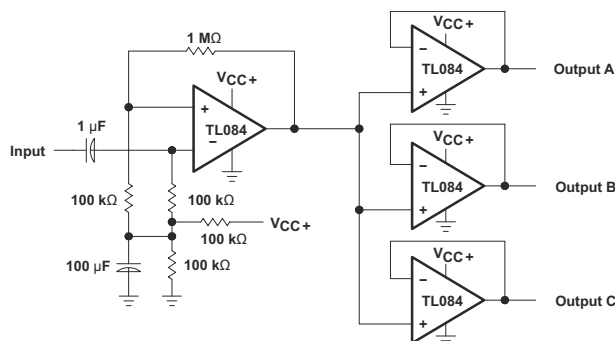 1 MΩ
VCC+
+
TL084
−
1 µF
Input
100 kΩ
100 kΩ
VCC+
100 kΩ
100 µF
100 kΩ
VCC+
−
TL084
+
Output A
VCC+
−
TL084
+
Output B
VCC+
−
TL084
+
Output C